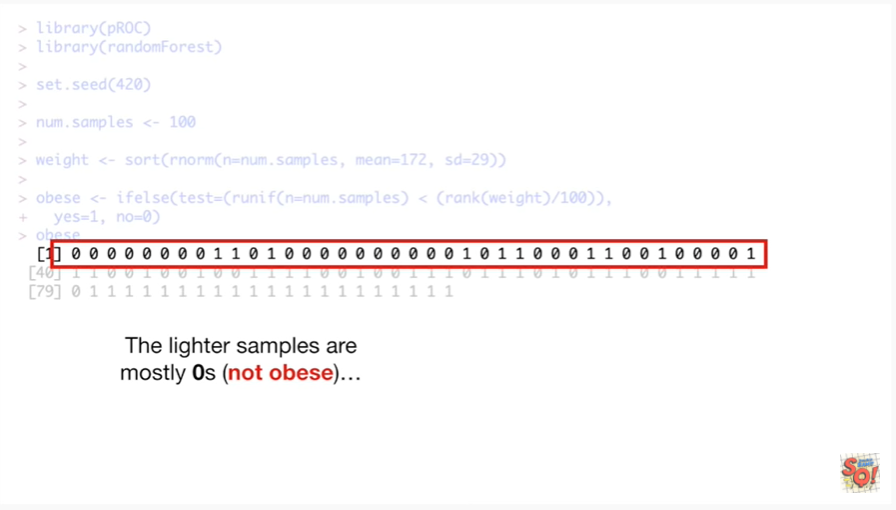 > library(pROC)
> library(randomForest)
>
> set.seed(420)
>
> num.samples <- 100
>
> weight <- sort(rnorm(n=num.samples, mean=172, sd=29))
>
> obese <- ifelse(test=(runif(n=num.samples) < (rank(weight)/100)),
+ yes=1, no=0)
> obese
[1] 0 0 0 0 0 0 0 0 1 1 0 1 0 0 0 0 0 0 0 0 0 0 1 0 1 1 0 0 0 1 1 0 0 1 0 0 0 0 1
[40] 1 1 0 0 1 0 0 1 0 0 1 1 1 1 0 0 1 0 0 1 1 1 0 1 1 1 0 1 0 1 1 1 0 0 1 1 1 1 1
[79] 0 1 1 1 1 1 1 1 1 1 1 1 1 1 1 1 1 1 1 1 1 1
The lighter samples are
mostly 0s (not obese)…